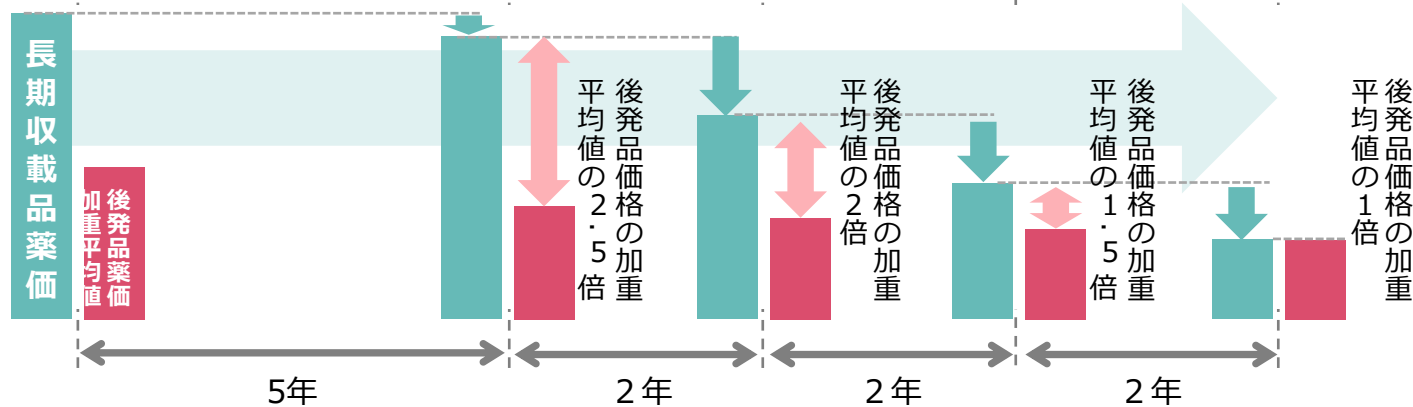 長期収載品薬価
後発品薬価
加重平均値
後発品価格の加重
平均値の2.5倍
後発品価格の加重
平均値の2倍
後発品価格の加重
平均値の1.5倍
後発品価格の加重
平均値の1倍
5年
2年
2年
2年